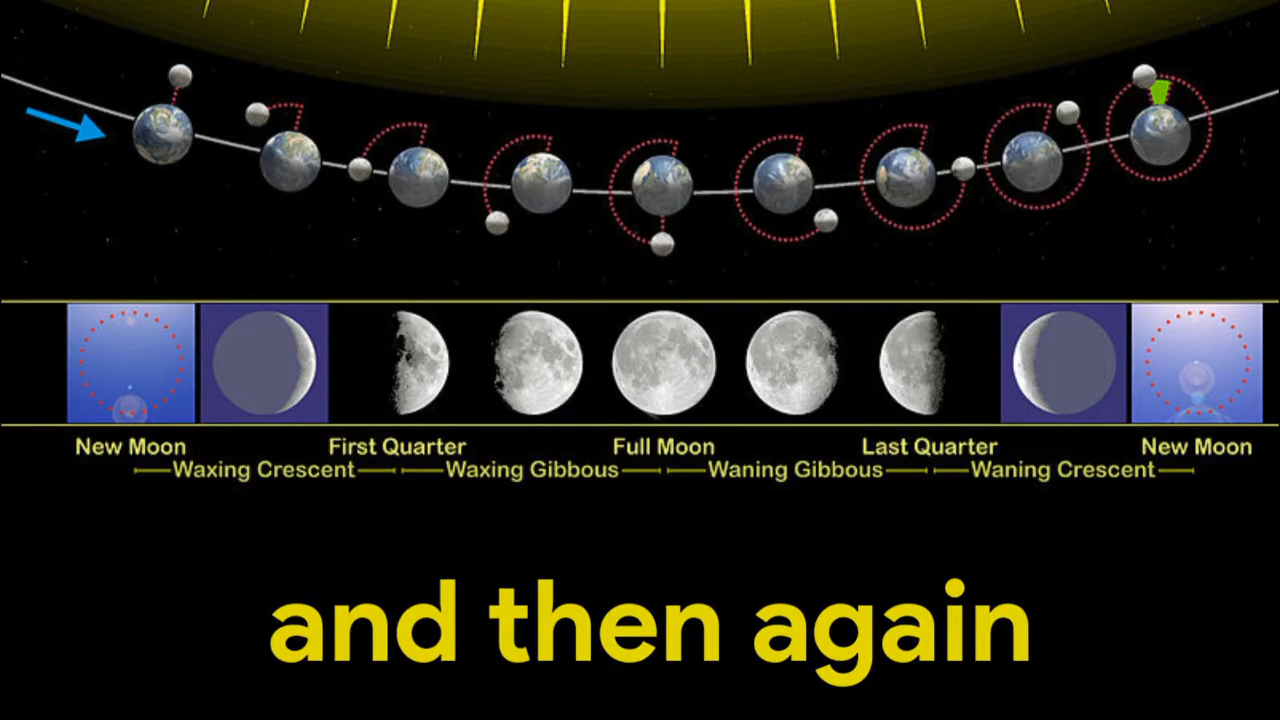 New Moon First Quarter Full Moon Last Quarter New Moon
Waxing Crescent Waxing Gibbous Waning Gibbous Waning Crescent
and then again